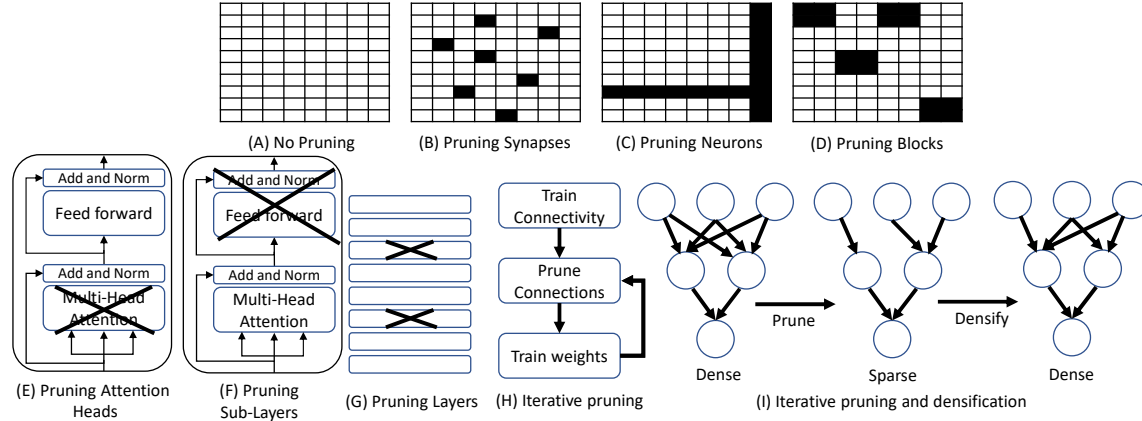 (A) No Pruning
(B) Pruning Synapses
(C) Pruning Neurons
(D) Pruning Blocks
Add and Norm
Feed forward
Add and Norm
Multi-Head
Attention
(E) Pruning Attention
Heads
Add and Norm
Feed forward
Add and Norm
Multi-Head
Attention
(F) Pruning
Sub-Layers
(G) Pruning Layers
Train
Connectivity
Prune
Connections
Train weights
(H) Iterative pruning
Dense
Prune
Sparse
Densify
Dense
(I) Iterative pruning and densification